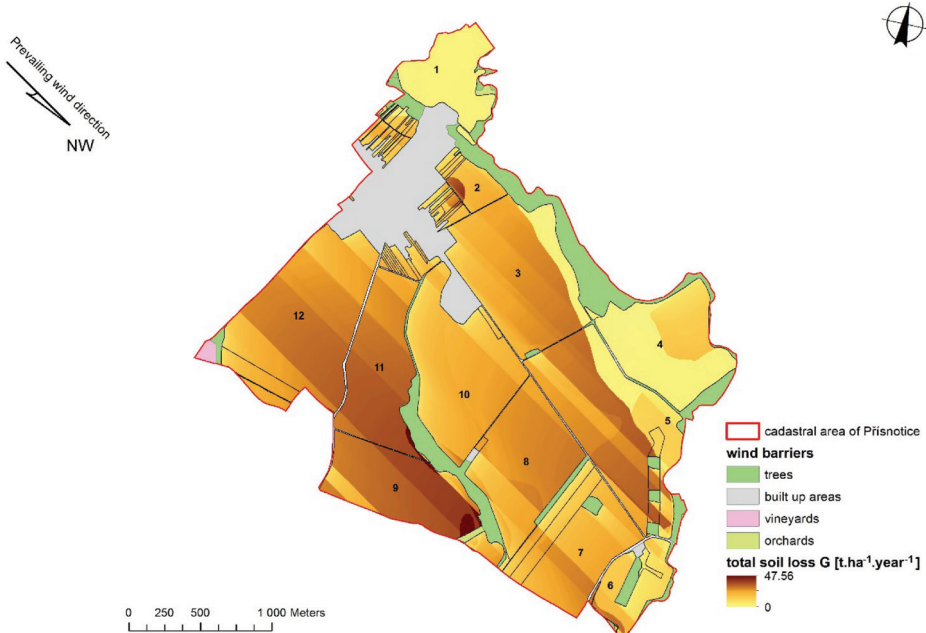 Prevailing wind direction
NW
1
2
3
4
5
12
11
10
8
9
7
6
cadastral area of Přísnotice
wind barriers
trees
built up areas
vineyards
orchards
total soil loss G [t.ha⁻¹.year⁻¹]
47.56
0
0 250 500 1 000 Meters